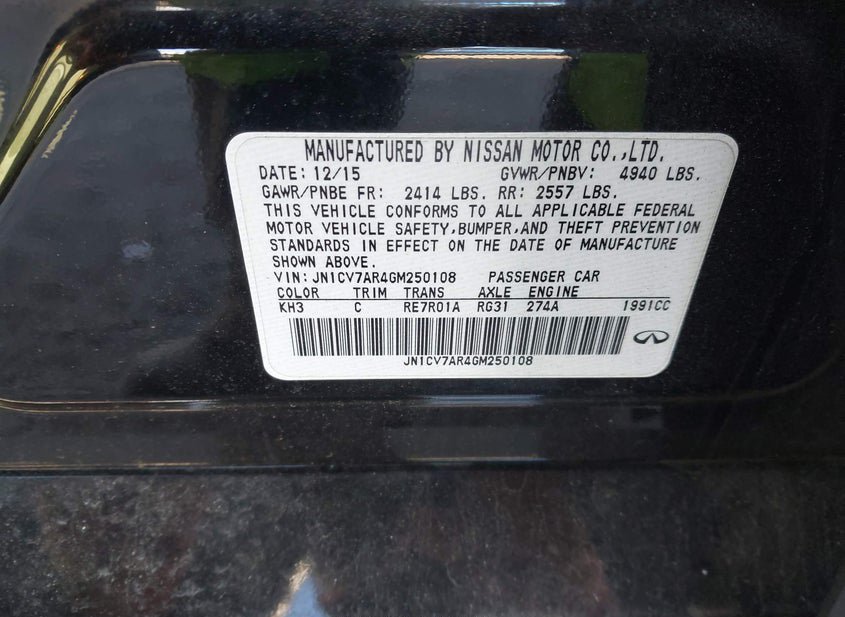 MANUFACTURED BY NISSAN MOTOR CO.,LTD.
DATE: 12/15 GVWR/PNBV: 4940 LBS.
GAWR/PNBE FR: 2414 LBS. RR: 2557 LBS.
THIS VEHICLE CONFORMS TO ALL APPLICABLE FEDERAL
MOTOR VEHICLE SAFETY,BUMPER,AND THEFT PREVENTION
STANDARDS IN EFFECT ON THE DATE OF MANUFACTURE
SHOWN ABOVE.
VIN: JN1CV7AR4GM250108 PASSENGER CAR
COLOR TRIM TRANS AXLE ENGINE
KH3 C RE7R01A RG31 274A 1991CC
JN1CV7AR4GM250108